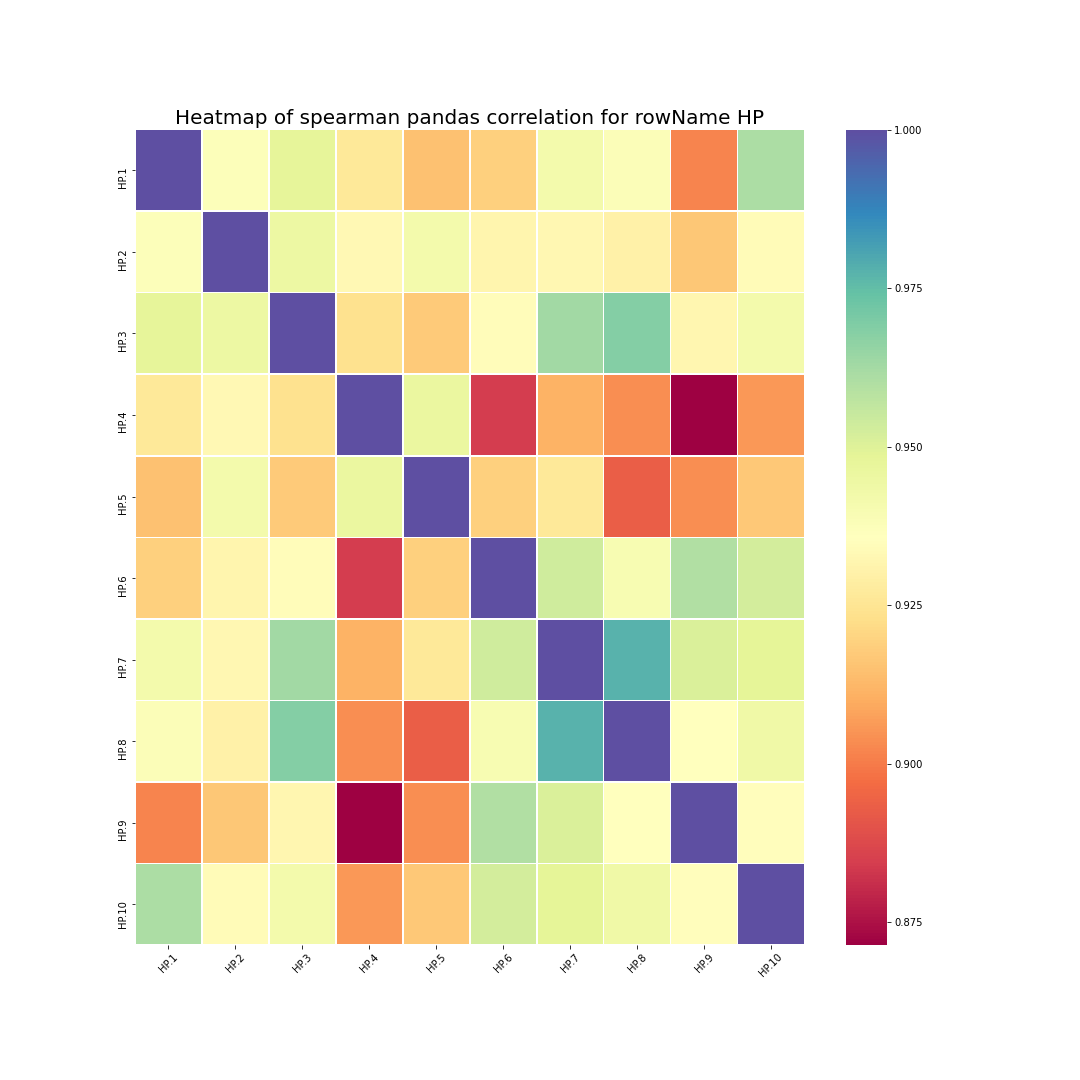 Heatmap of spearman pandas correlation for rowName HP
HP.1
HP.2
HP.3
HP.4
HP.5
HP.6
HP.7
HP.8
HP.9
HP.10
HP.1
HP.2
HP.3
HP.4
HP.5
HP.6
HP.7
HP.8
HP.9
HP.10
1.000
0.975
0.950
0.925
0.900
0.875